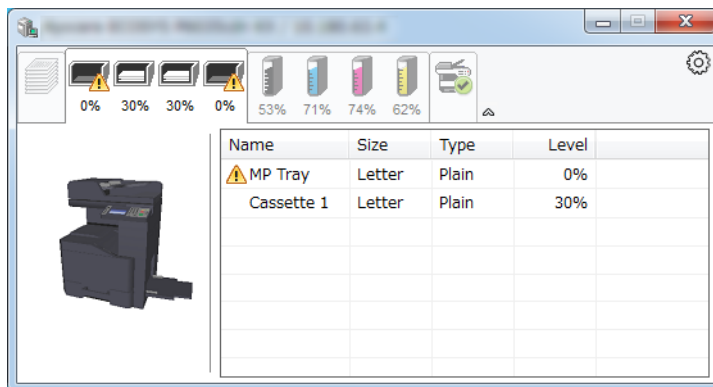 0% 30% 30% 0% 53% 71% 74% 62%
Name Size Type Level
MP Tray Letter Plain 0%
Cassette 1 Letter Plain 30%